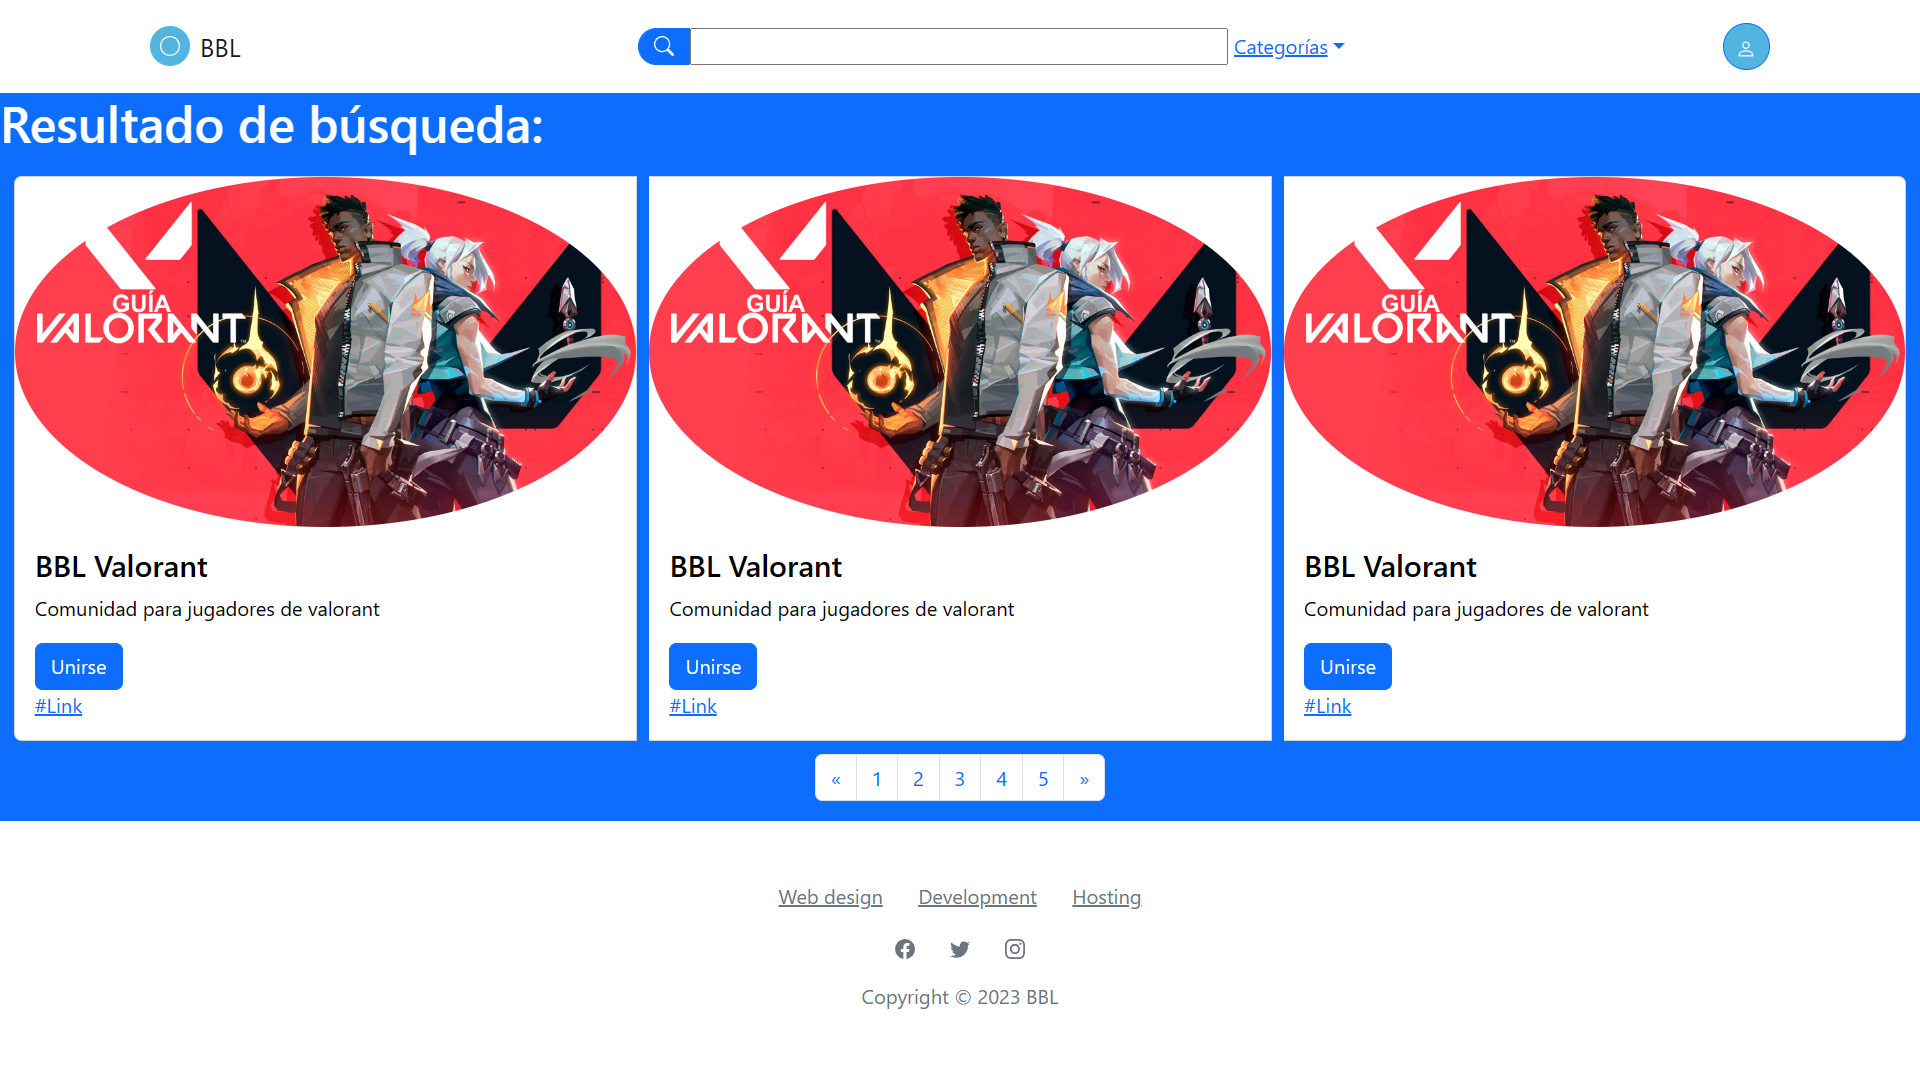 BBL
Categorías
Resultado de búsqueda:
GUÍA
VALORANT
BBL Valorant
Comunidad para jugadores de valorant
Unirse
#Link
GUÍA
VALORANT
BBL Valorant
Comunidad para jugadores de valorant
Unirse
#Link
GUÍA
VALORANT
BBL Valorant
Comunidad para jugadores de valorant
Unirse
#Link
« 1 2 3 4 5 »
Web design Development Hosting
Copyright © 2023 BBL